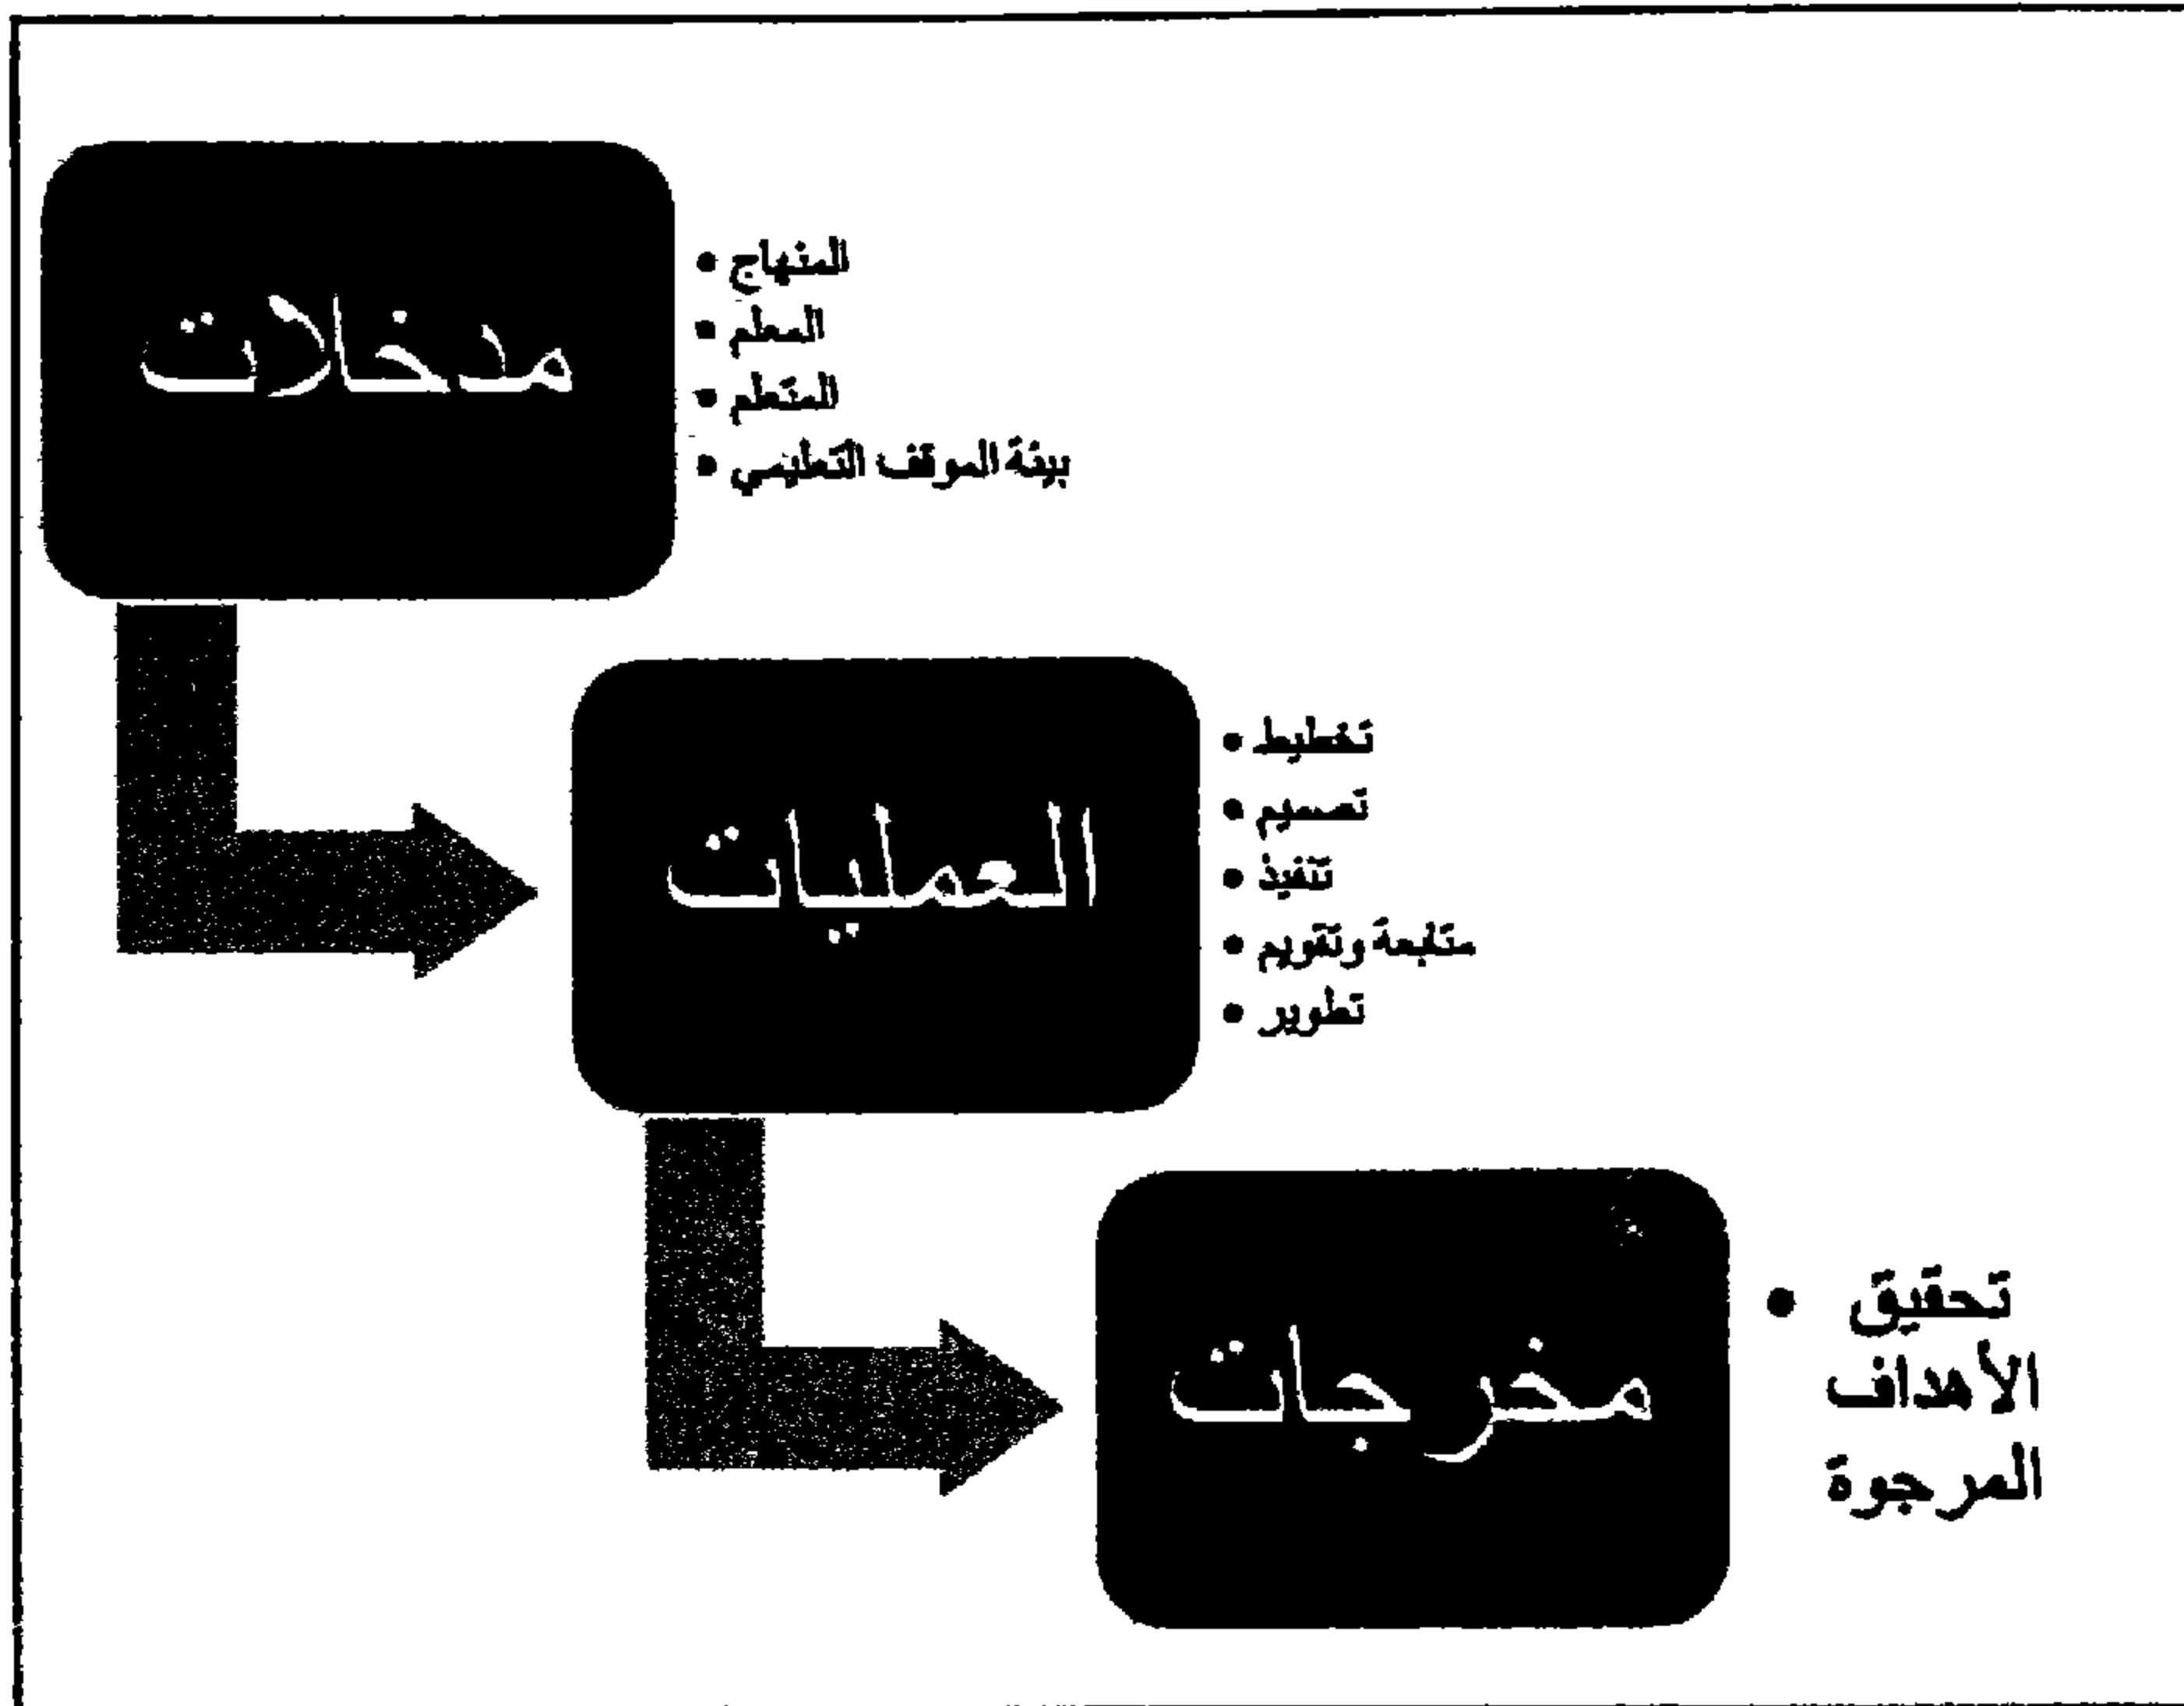 مدخلات
• المنهاج
• المعلم
• المتعلم
• بيئة الموقف التعليمي
العمليات
• تخطيط
• تصميم
• تنفيذ
• متابعة وتقويم
• تطوير
مخرجات
• تحقيق
الأهداف
المرجوة